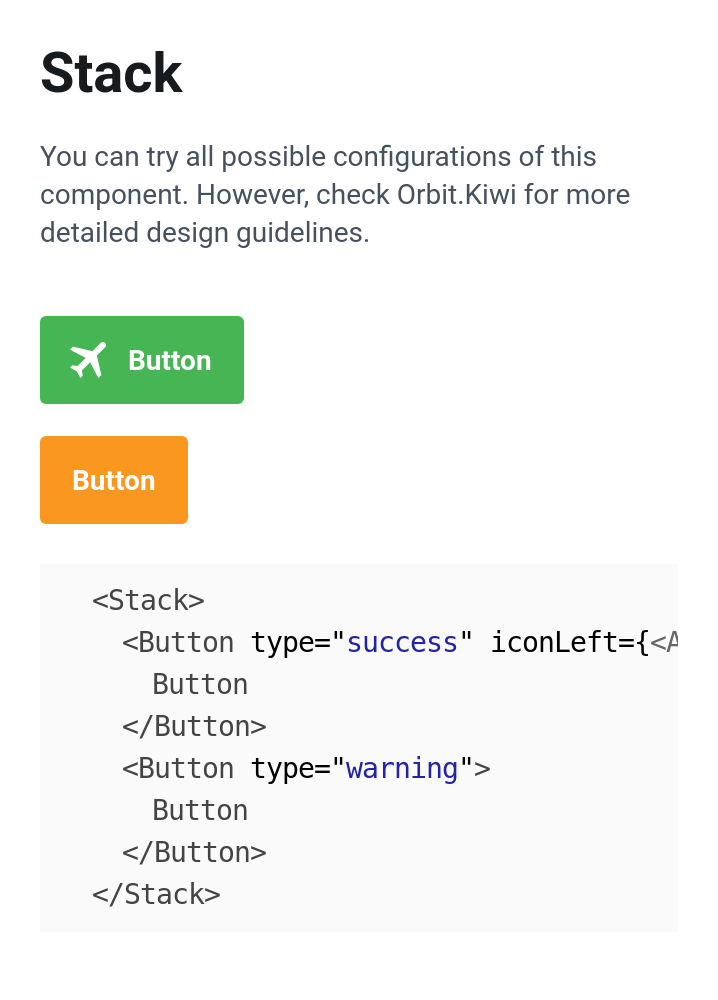 Stack
You can try all possible configurations of this
component. However, check Orbit.Kiwi for more
detailed design guidelines.
Button
Button
<Stack>
<Button type="success" iconLeft={<A
Button
</Button>
<Button type="warning">
Button
</Button>
</Stack>